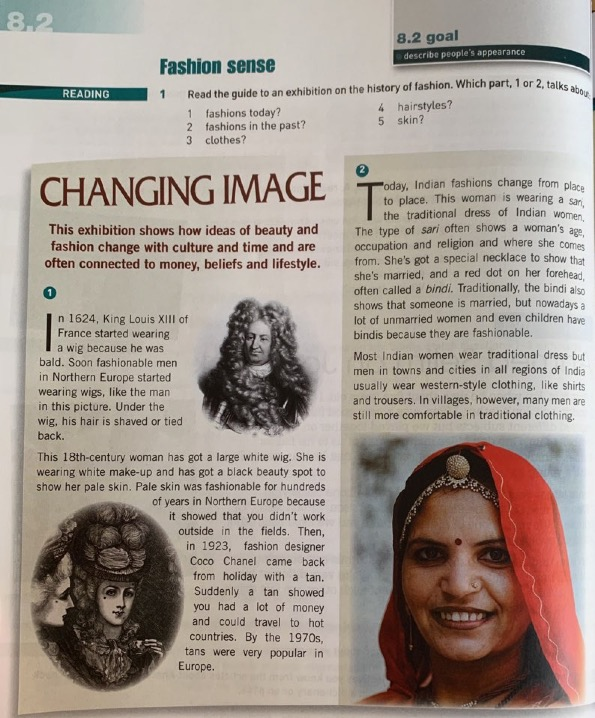 8.2
8.2 goal
describe people's appearance
Fashion sense
READING
1 Read the guide to an exhibition on the history of fashion. Which part, 1 or 2, talks about
1 fashions today?
2 fashions in the past?
3 clothes?
4 hairstyles?
5 skin?
CHANGING IMAGE
This exhibition shows how ideas of beauty and
fashion change with culture and time and are
often connected to money, beliefs and lifestyle.
1
In 1624, King Louis XIII of
France started wearing
a wig because he was
bald. Soon fashionable men
in Northern Europe started
wearing wigs, like the man
in this picture. Under the
wig, his hair is shaved or tied
back.
This 18th-century woman has got a large white wig. She is
wearing white make-up and has got a black beauty spot to
show her pale skin. Pale skin was fashionable for hundreds
of years in Northern Europe because
it showed that you didn't work
outside in the fields. Then,
in 1923, fashion designer
Coco Chanel came back
from holiday with a tan.
Suddenly a tan showed
you had a lot of money
and could travel to hot
countries. By the 1970s,
tans were very popular in
Europe.
2
Today, Indian fashions change from place
to place. This woman is wearing a sari,
the traditional dress of Indian women.
The type of sari often shows a woman's age,
occupation and religion and where she comes
from. She's got a special necklace to show that
she's married, and a red dot on her forehead,
often called a bindi. Traditionally, the bindi also
shows that someone is married, but nowadays a
lot of unmarried women and even children have
bindis because they are fashionable.
Most Indian women wear traditional dress but
men in towns and cities in all regions of India
usually wear western-style clothing, like shirts
and trousers. In villages, however, many men are
still more comfortable in traditional clothing.